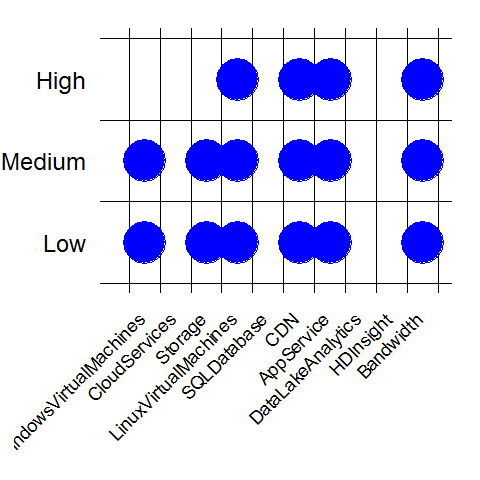 High
Medium
Low
ndowsVirtualMachines
CloudServices
Storage
LinuxVirtualMachines
SQLDatabase
CDN
AppService
DataLakeAnalytics
HDInsight
Bandwidth